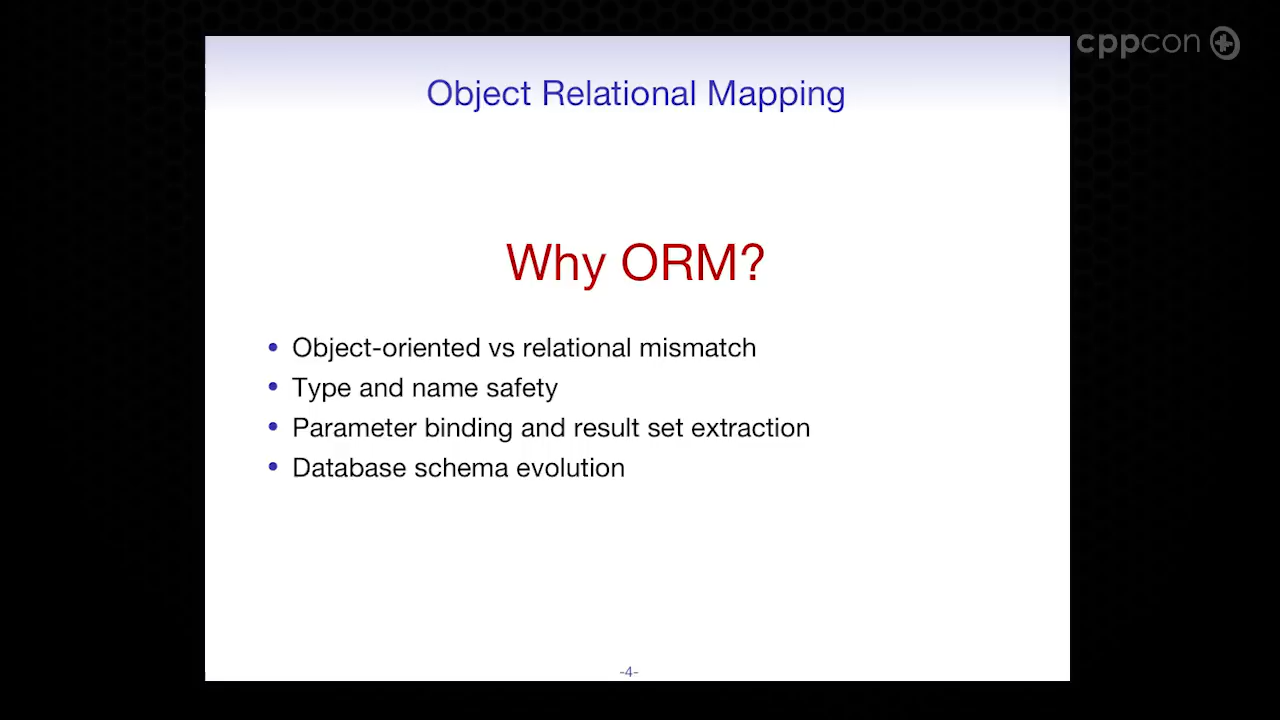 cppcon
Object Relational Mapping
Why ORM?
• Object-oriented vs relational mismatch
• Type and name safety
• Parameter binding and result set extraction
• Database schema evolution
-4-